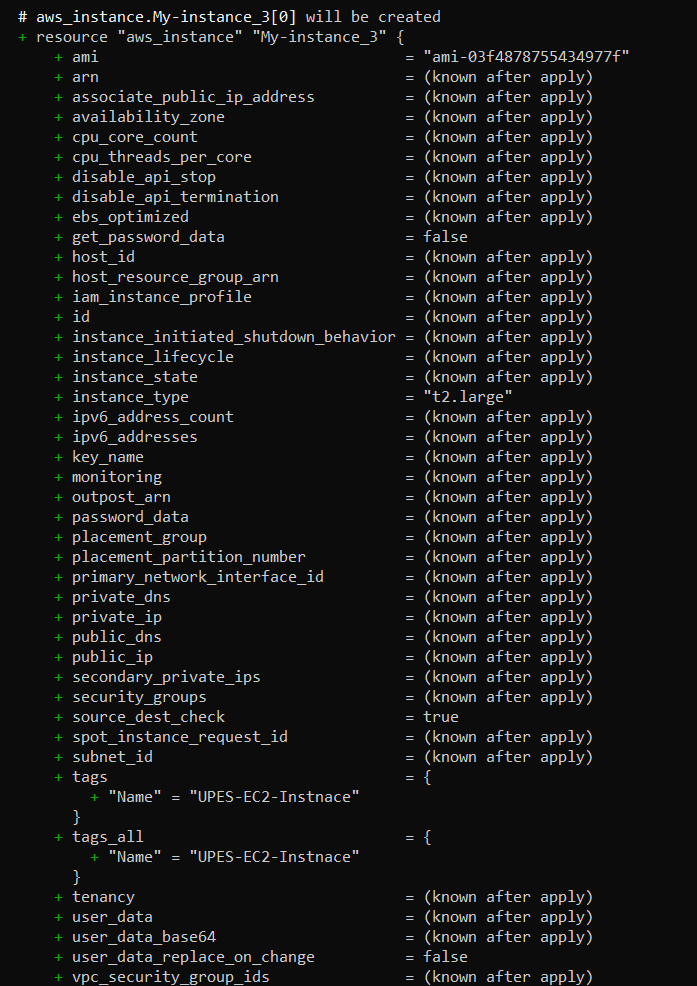 # aws_instance.My-instance_3[0] will be created
+ resource "aws_instance" "My-instance_3" {
+ ami = "ami-03f4878755434977f"
+ arn = (known after apply)
+ associate_public_ip_address = (known after apply)
+ availability_zone = (known after apply)
+ cpu_core_count = (known after apply)
+ cpu_threads_per_core = (known after apply)
+ disable_api_stop = (known after apply)
+ disable_api_termination = (known after apply)
+ ebs_optimized = (known after apply)
+ get_password_data = false
+ host_id = (known after apply)
+ host_resource_group_arn = (known after apply)
+ iam_instance_profile = (known after apply)
+ id = (known after apply)
+ instance_initiated_shutdown_behavior = (known after apply)
+ instance_lifecycle = (known after apply)
+ instance_state = (known after apply)
+ instance_type = "t2.large"
+ ipv6_address_count = (known after apply)
+ ipv6_addresses = (known after apply)
+ key_name = (known after apply)
+ monitoring = (known after apply)
+ outpost_arn = (known after apply)
+ password_data = (known after apply)
+ placement_group = (known after apply)
+ placement_partition_number = (known after apply)
+ primary_network_interface_id = (known after apply)
+ private_dns = (known after apply)
+ private_ip = (known after apply)
+ public_dns = (known after apply)
+ public_ip = (known after apply)
+ secondary_private_ips = (known after apply)
+ security_groups = (known after apply)
+ source_dest_check = true
+ spot_instance_request_id = (known after apply)
+ subnet_id = (known after apply)
+ tags = {
+ "Name" = "UPES-EC2-Instnace"
}
+ tags_all = {
+ "Name" = "UPES-EC2-Instnace"
}
+ tenancy = (known after apply)
+ user_data = (known after apply)
+ user_data_base64 = (known after apply)
+ user_data_replace_on_change = false
+ vpc_security_group_ids = (known after apply)